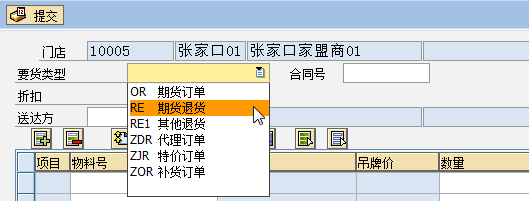 提交
门店 10005 张家口01 张家口家盟商01
要货类型 合同号
折扣
送达方
OR 期货订单
RE 期货退货
RE1 其他退货
ZDR 代理订单
ZJR 特价订单
ZOR 补货订单
项目 物料号 吊牌价 数量